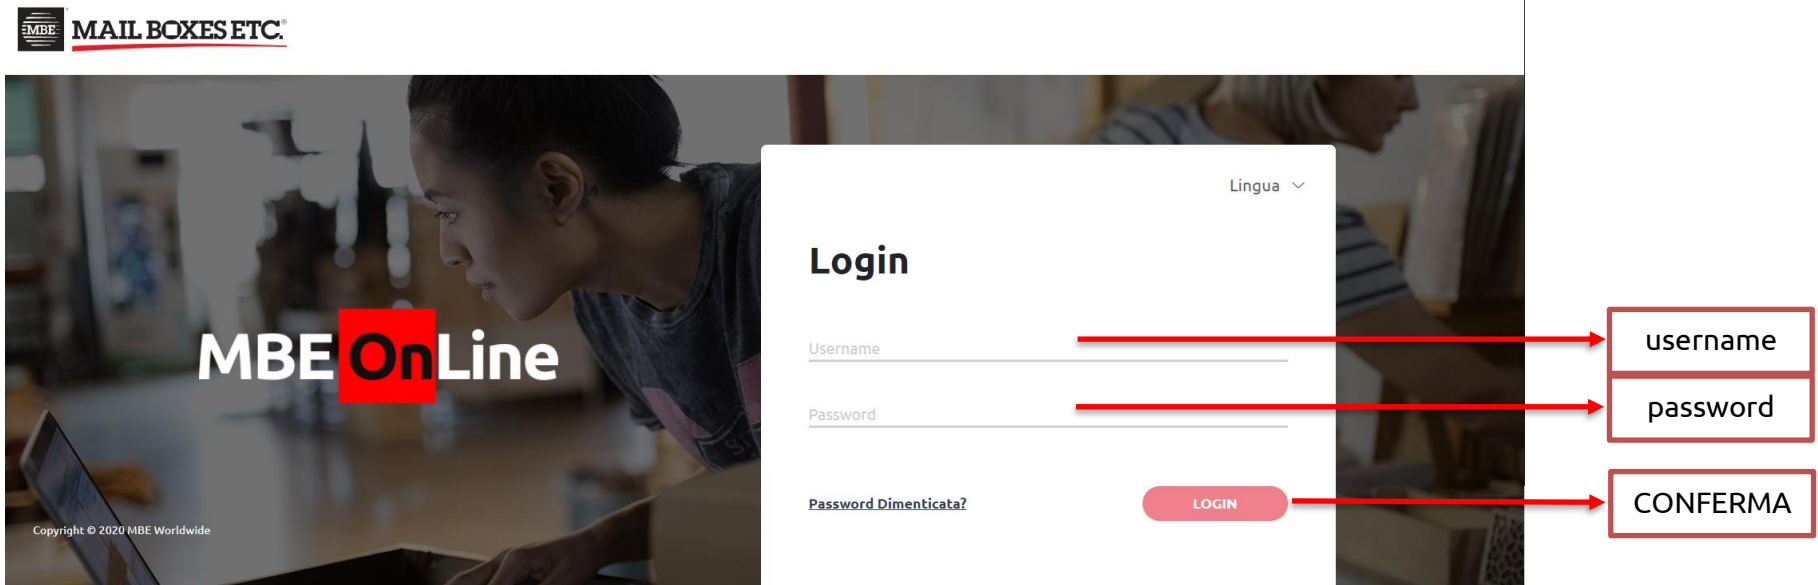 MBE MAIL BOXES ETC.®
Lingua
Login
MBE OnLine
Username
username
Password
password
Password Dimenticata?
LOGIN
CONFERMA
Copyright © 2020 MBE Worldwide